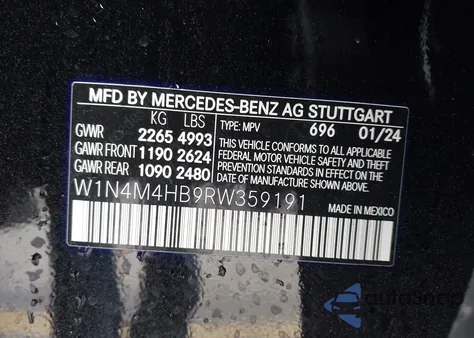 MFD BY MERCEDES-BENZ AG STUTTGART
KG LBS
GVWR 2265 4993
GAWR FRONT 1190 2624
GAWR REAR 1090 2480
TYPE: MPV 696 01/24
THIS VEHICLE CONFORMS TO ALL APPLICABLE
FEDERAL MOTOR VEHICLE SAFETY AND
THEFT PREVENTION STANDARDS IN EFFECT
ON THE DATE OF MANUFACTURE SHOWN ABOVE.
W1N4M4HB9RW359191
MADE IN MEXICO
autoSnap